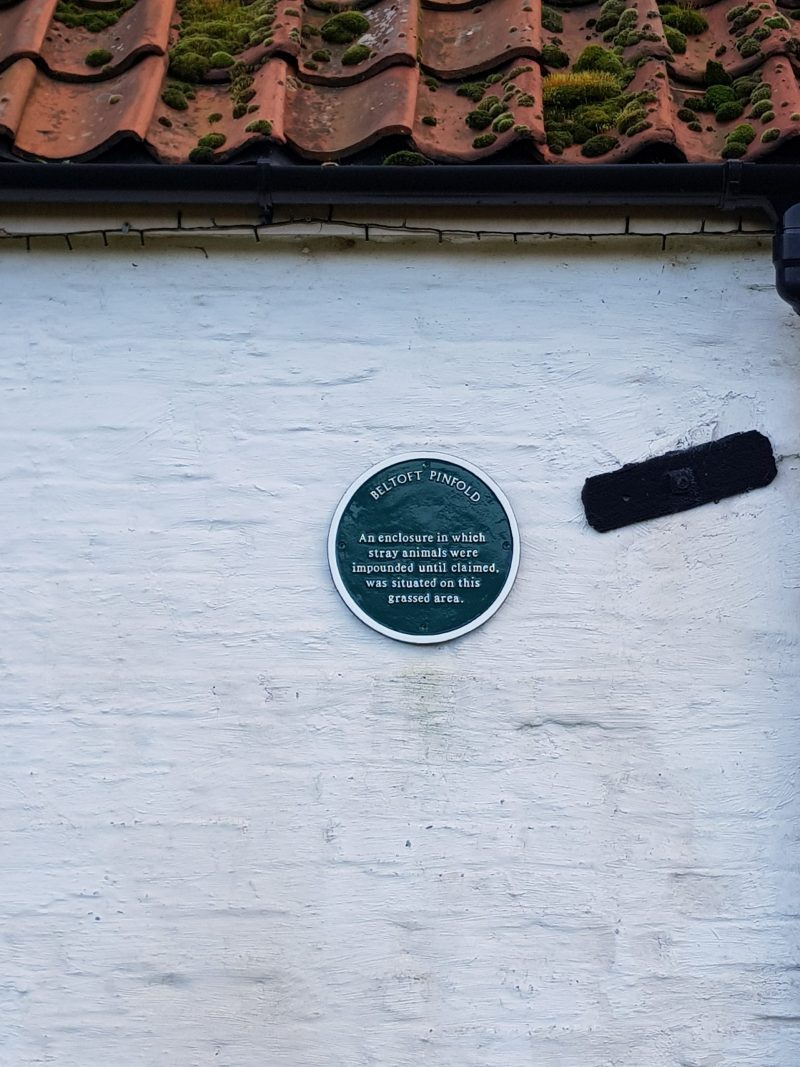 BELTOFT PINFOLD
An enclosure in which
stray animals were
impounded until claimed,
was situated on this
grassed area.